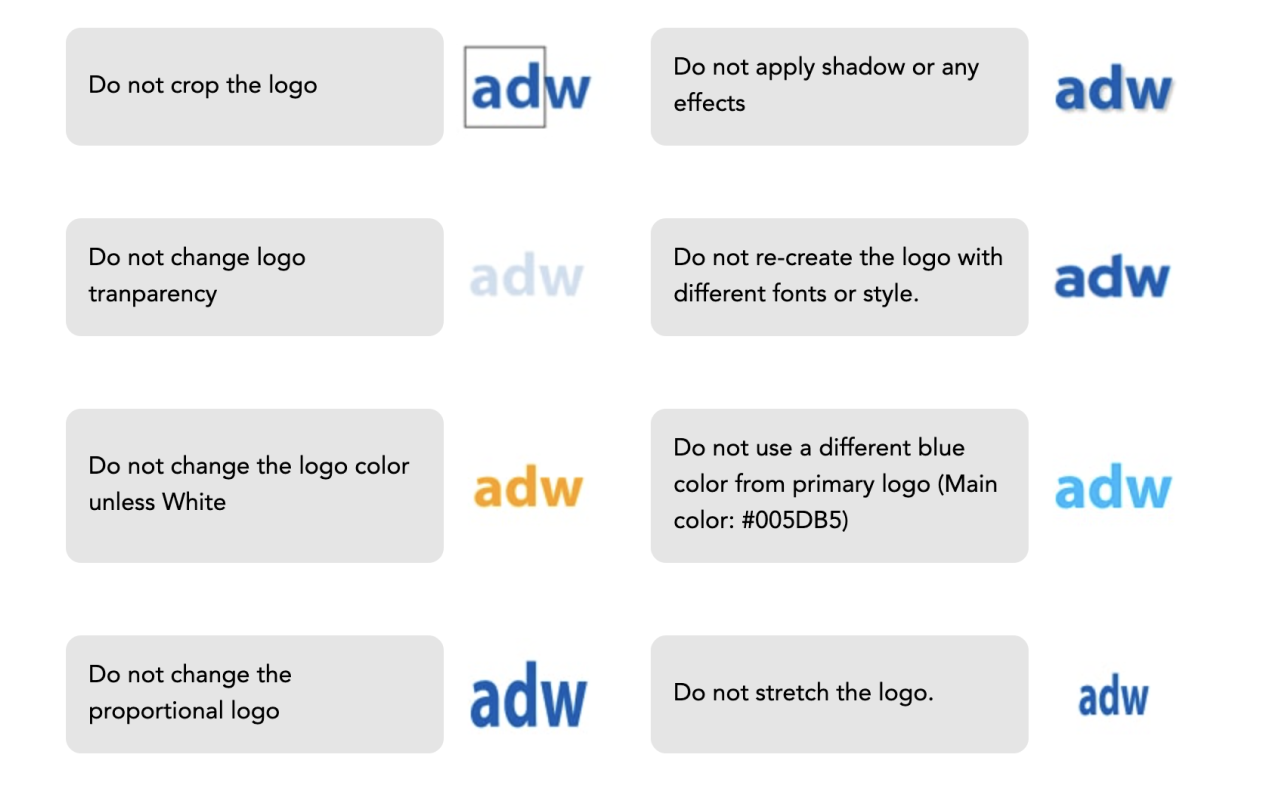 Do not crop the logo
adw
Do not apply shadow or any
effects
adw
Do not change logo
tranparency
adw
Do not re-create the logo with
different fonts or style.
adw
Do not change the logo color
unless White
adw
Do not use a different blue
color from primary logo (Main
color: #005DB5)
adw
Do not change the
proportional logo
adw
Do not stretch the logo.
adw